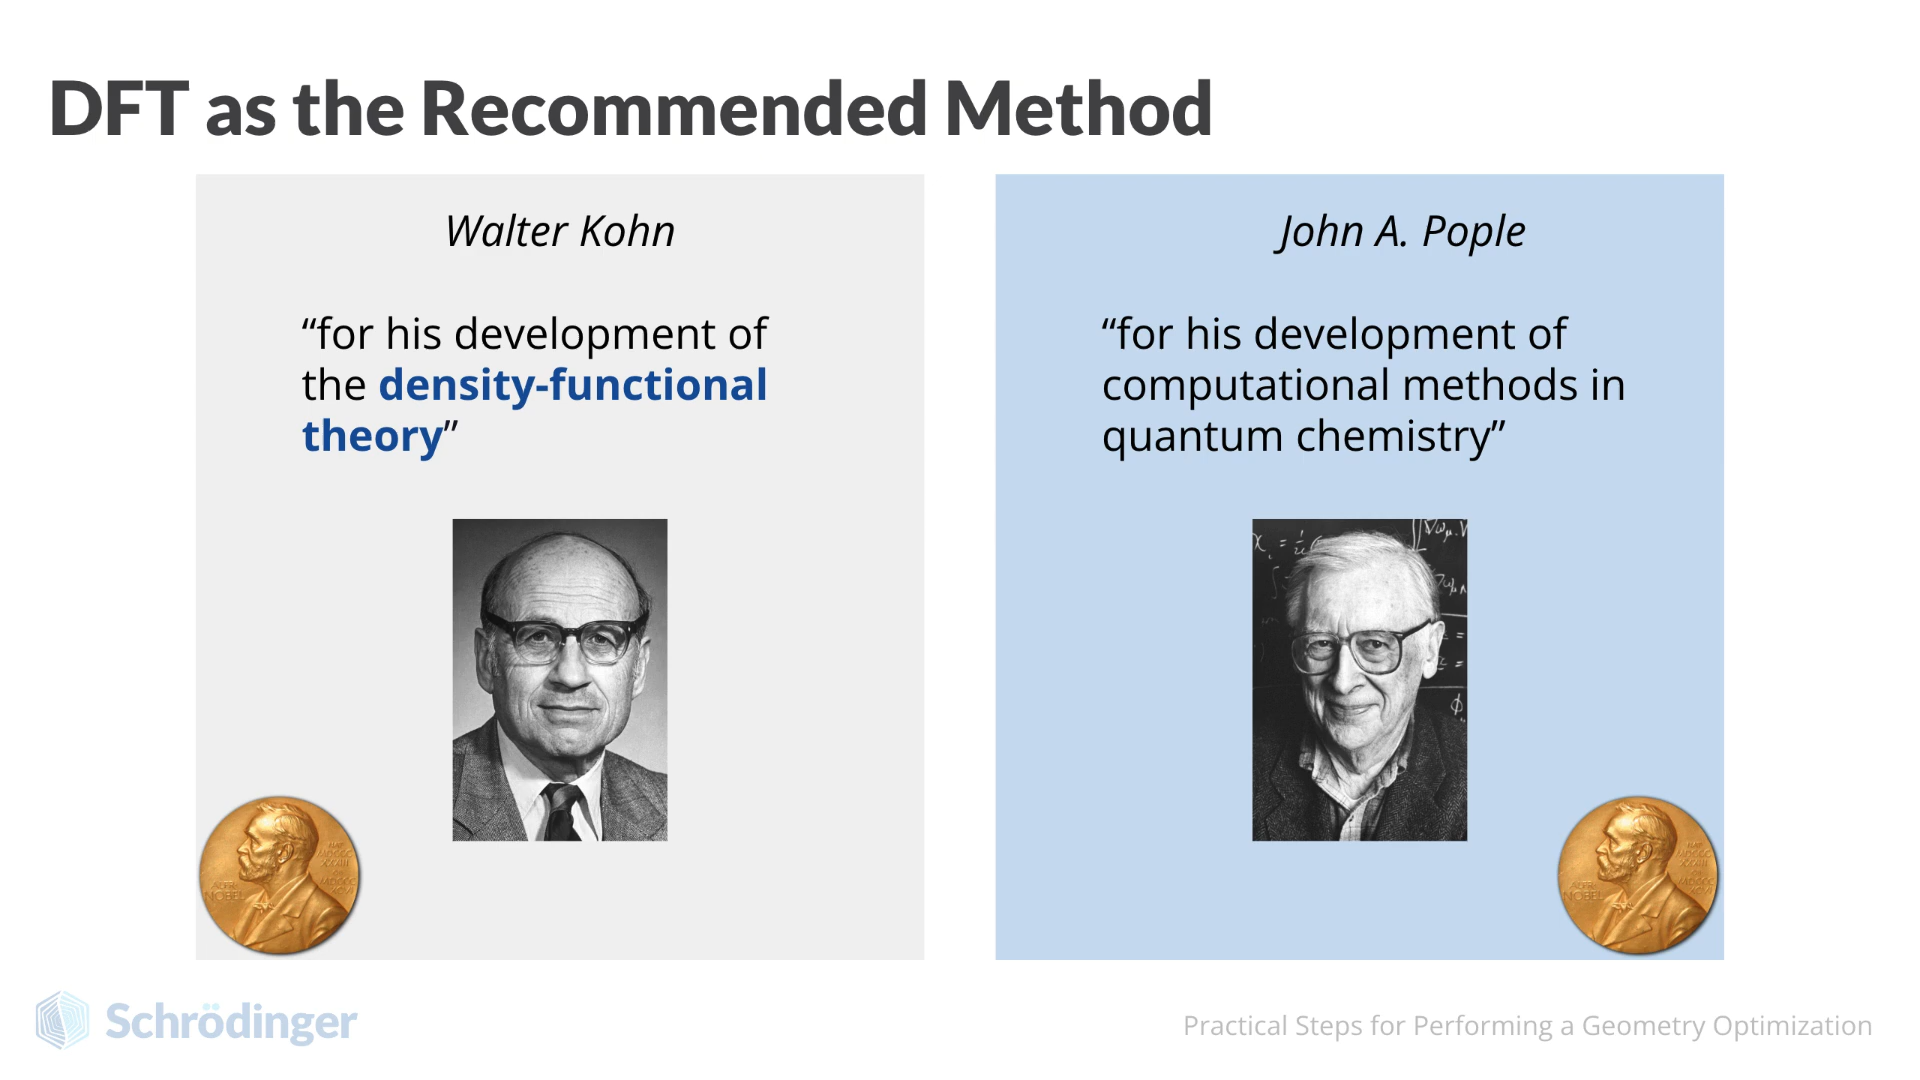 DFT as the Recommended Method
Walter Kohn
“for his development of
the density-functional
theory”
John A. Pople
“for his development of
computational methods in
quantum chemistry”
Schrödinger
Practical Steps for Performing a Geometry Optimization